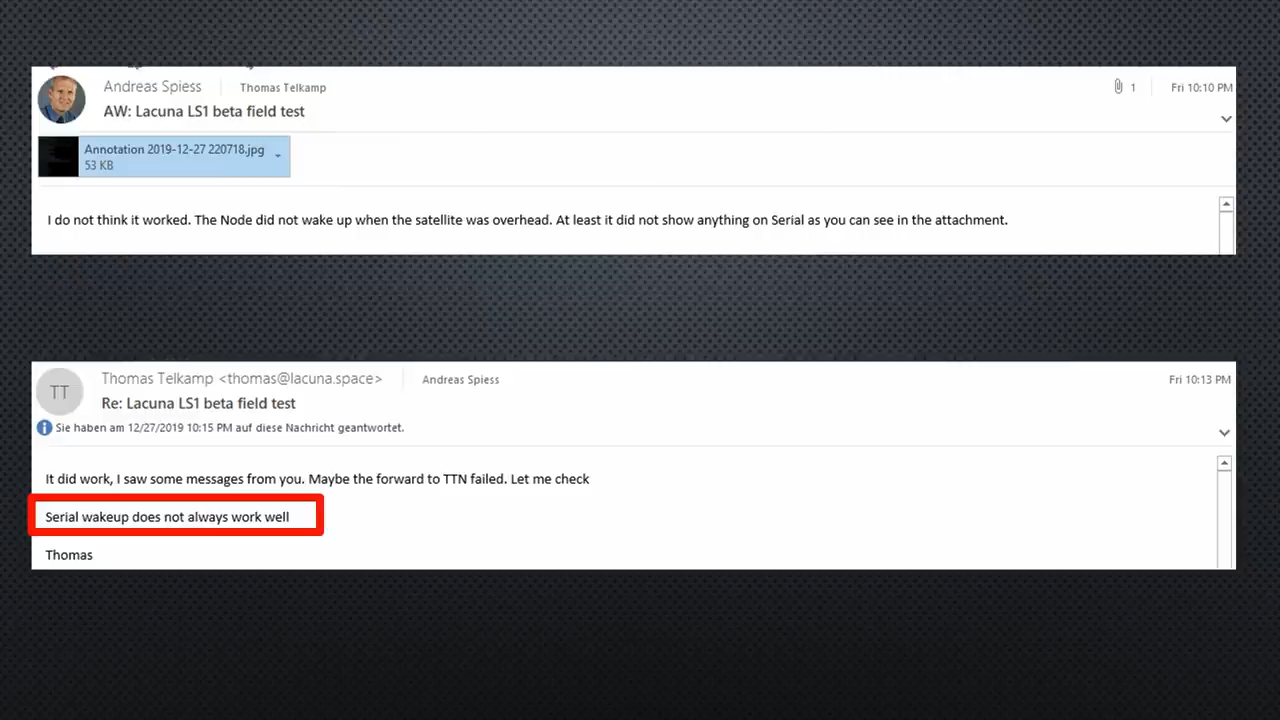 Andreas Spiess Thomas Telkamp 1 Fri 10:10 PM
AW: Lacuna LS1 beta field test
Annotation 2019-12-27 220718.jpg
53 KB
I do not think it worked. The Node did not wake up when the satellite was overhead. At least it did not show anything on Serial as you can see in the attachment.
TT Thomas Telkamp <thomas@lacuna.space> Andreas Spiess Fri 10:13 PM
Re: Lacuna LS1 beta field test
Sie haben am 12/27/2019 10:15 PM auf diese Nachricht geantwortet.
It did work, I saw some messages from you. Maybe the forward to TTN failed. Let me check
Serial wakeup does not always work well
Thomas